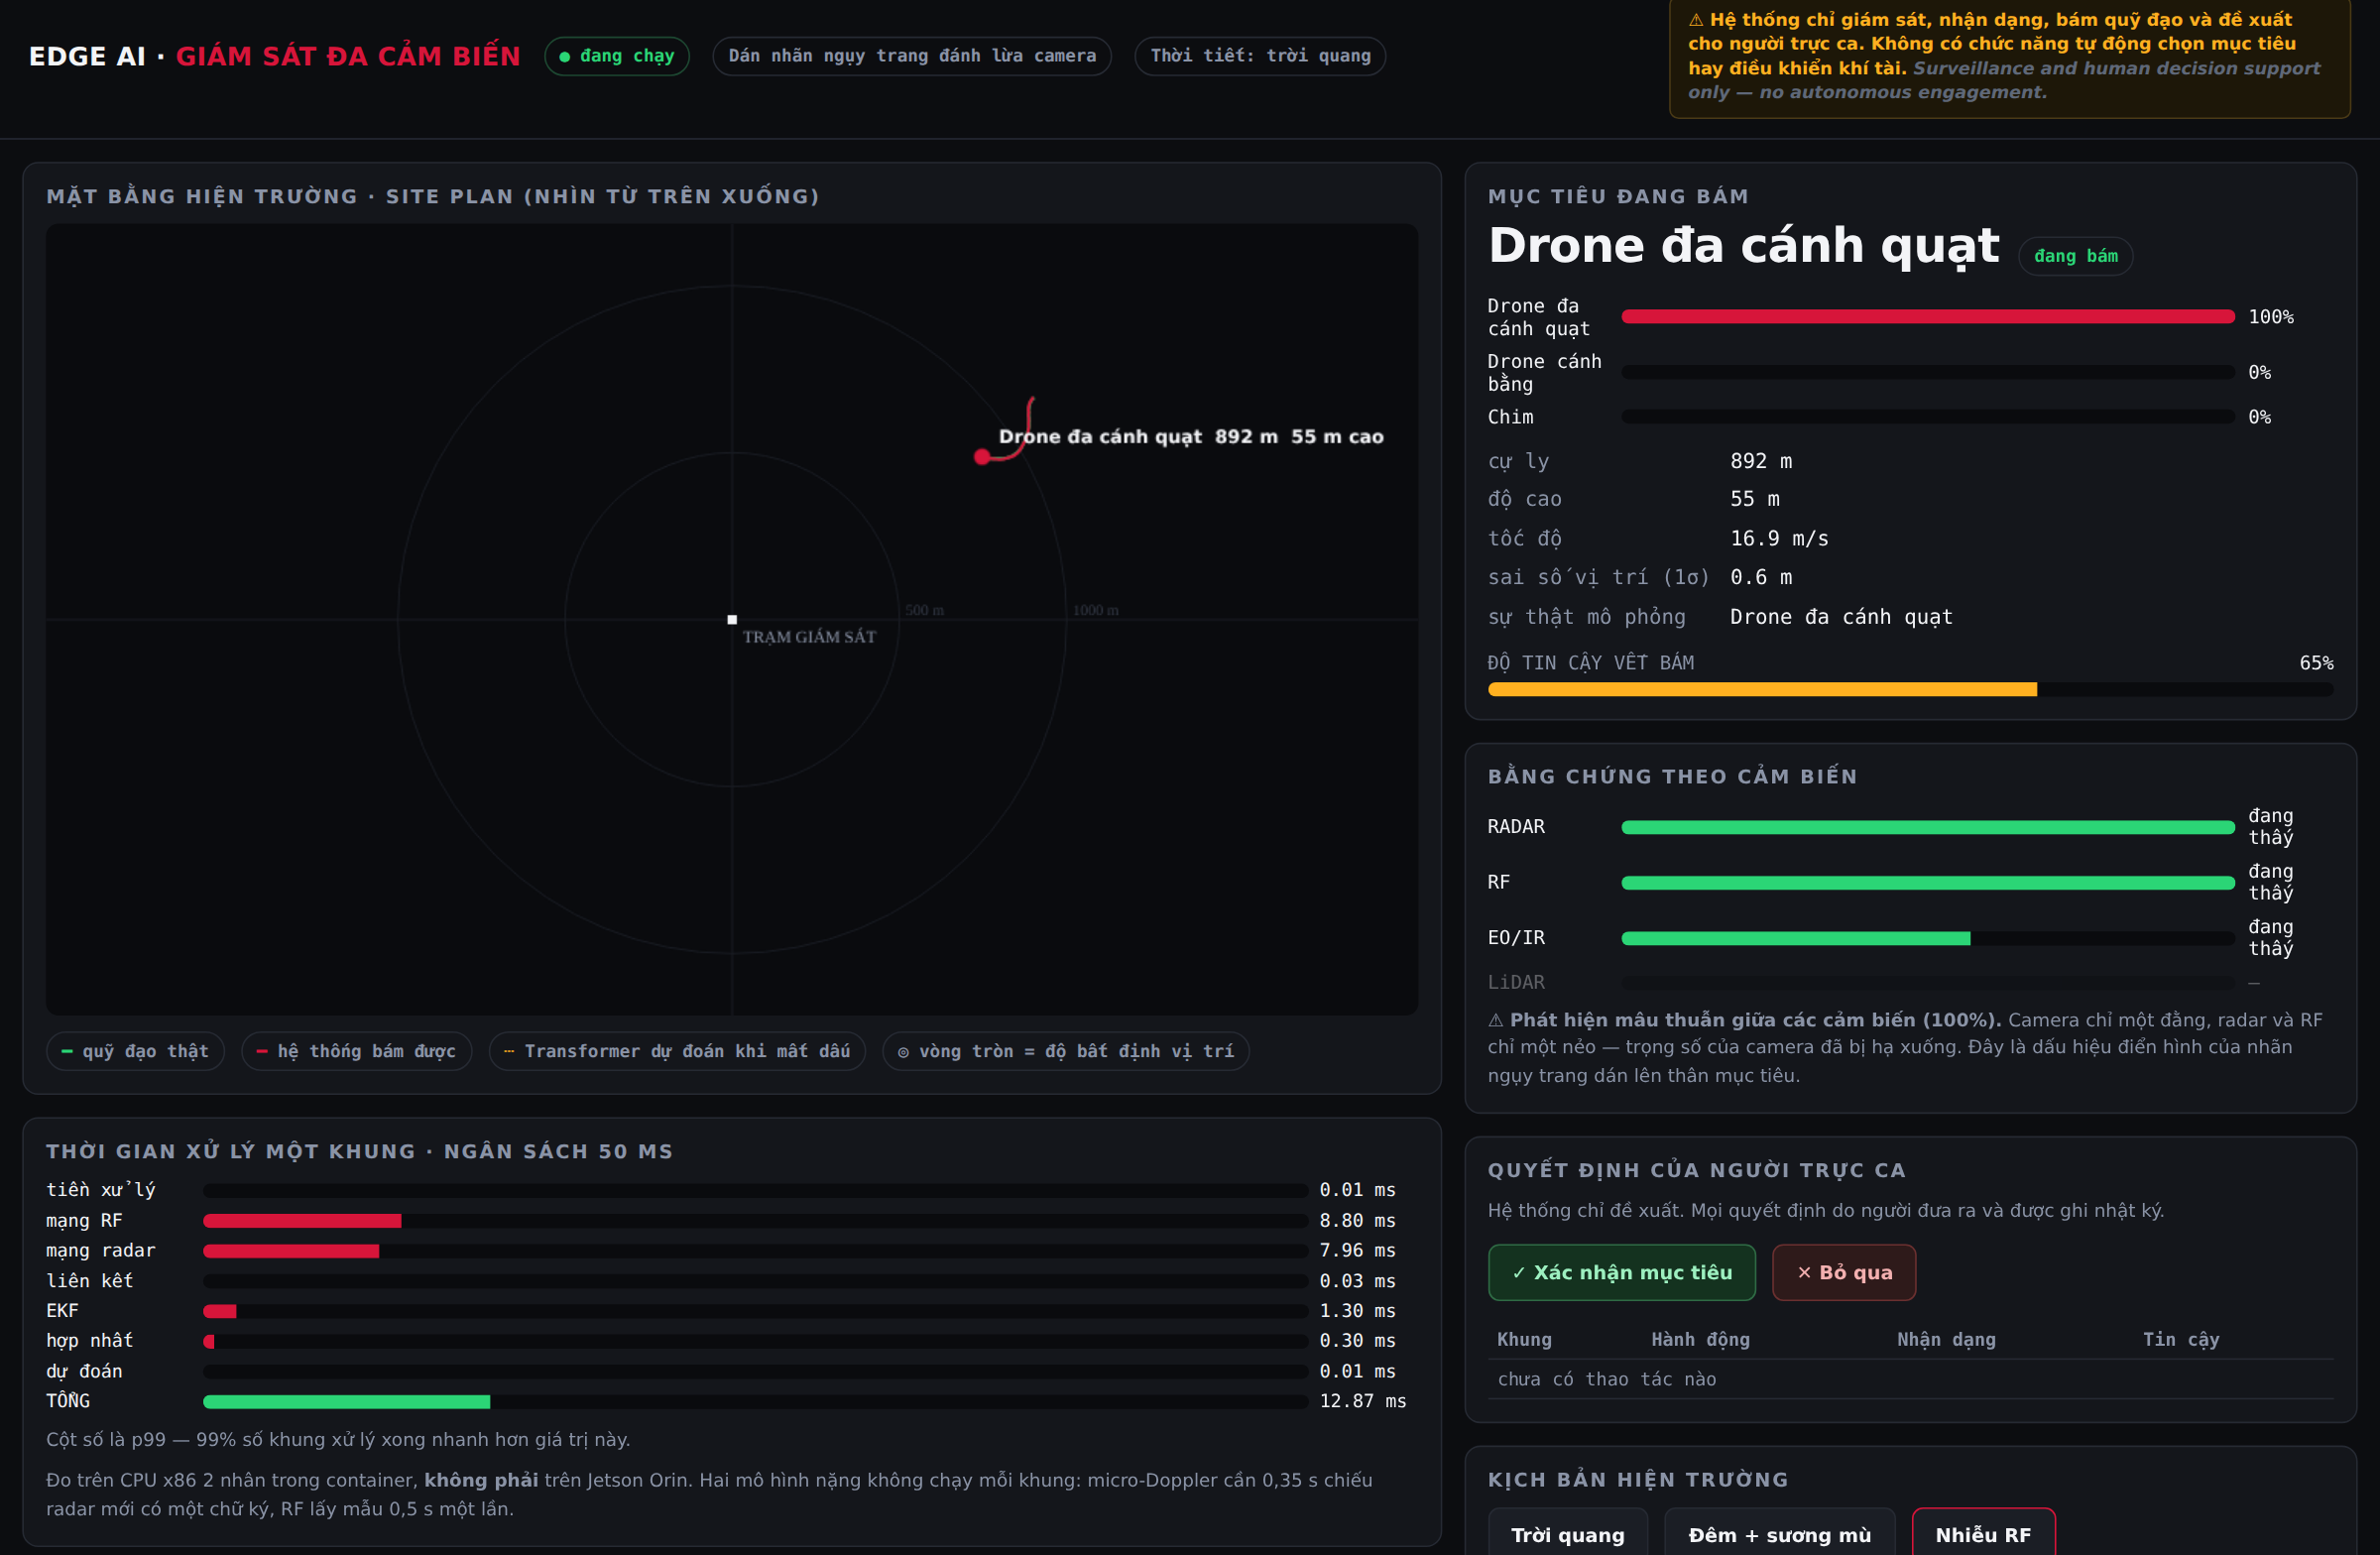 EDGE AI · GIÁM SÁT ĐA CẢM BIẾN
● đang chạy
Dán nhãn ngụy trang đánh lừa camera
Thời tiết: trời quang
⚠ Hệ thống chỉ giám sát, nhận dạng, bám quỹ đạo và đề xuất
cho người trực ca. Không có chức năng tự động chọn mục tiêu
hay điều khiển khí tài. Surveillance and human decision support
only — no autonomous engagement.
MẶT BẰNG HIỆN TRƯỜNG · SITE PLAN (NHÌN TỪ TRÊN XUỐNG)
Drone đa cánh quạt 892 m 55 m cao
500 m
1000 m
TRẠM GIÁM SÁT
quỹ đạo thật
hệ thống bám được
Transformer dự đoán khi mất dấu
◎ vòng tròn = độ bất định vị trí
THỜI GIAN XỬ LÝ MỘT KHUNG · NGÂN SÁCH 50 MS
tiền xử lý 0.01 ms
mạng RF 8.80 ms
mạng radar 7.96 ms
liên kết 0.03 ms
EKF 1.30 ms
hợp nhất 0.30 ms
dự đoán 0.01 ms
TỔNG 12.87 ms
Cột số là p99 — 99% số khung xử lý xong nhanh hơn giá trị này.
Đo trên CPU x86 2 nhân trong container, không phải trên Jetson Orin. Hai mô hình nặng không chạy mỗi khung: micro-Doppler cần 0,35 s chiếu
radar mới có một chữ ký, RF lấy mẫu 0,5 s một lần.
MỤC TIÊU ĐANG BÁM
Drone đa cánh quạt đang bám
Drone đa
cánh quạt 100%
Drone cánh
bằng 0%
Chim 0%
cự ly 892 m
độ cao 55 m
tốc độ 16.9 m/s
sai số vị trí (1σ) 0.6 m
sự thật mô phỏng Drone đa cánh quạt
ĐỘ TIN CẬY VẾT BÁM 65%
BẰNG CHỨNG THEO CẢM BIẾN
RADAR đang
thấy
RF đang
thấy
EO/IR đang
thấy
LiDAR —
⚠ Phát hiện mâu thuẫn giữa các cảm biến (100%). Camera chỉ một đằng, radar và RF
chỉ một nẻo — trọng số của camera đã bị hạ xuống. Đây là dấu hiệu điển hình của nhãn
ngụy trang dán lên thân mục tiêu.
QUYẾT ĐỊNH CỦA NGƯỜI TRỰC CA
Hệ thống chỉ đề xuất. Mọi quyết định do người đưa ra và được ghi nhật ký.
✓ Xác nhận mục tiêu
✕ Bỏ qua
Khung Hành động Nhận dạng Tin cậy
chưa có thao tác nào
KỊCH BẢN HIỆN TRƯỜNG
Trời quang
Đêm + sương mù
Nhiễu RF